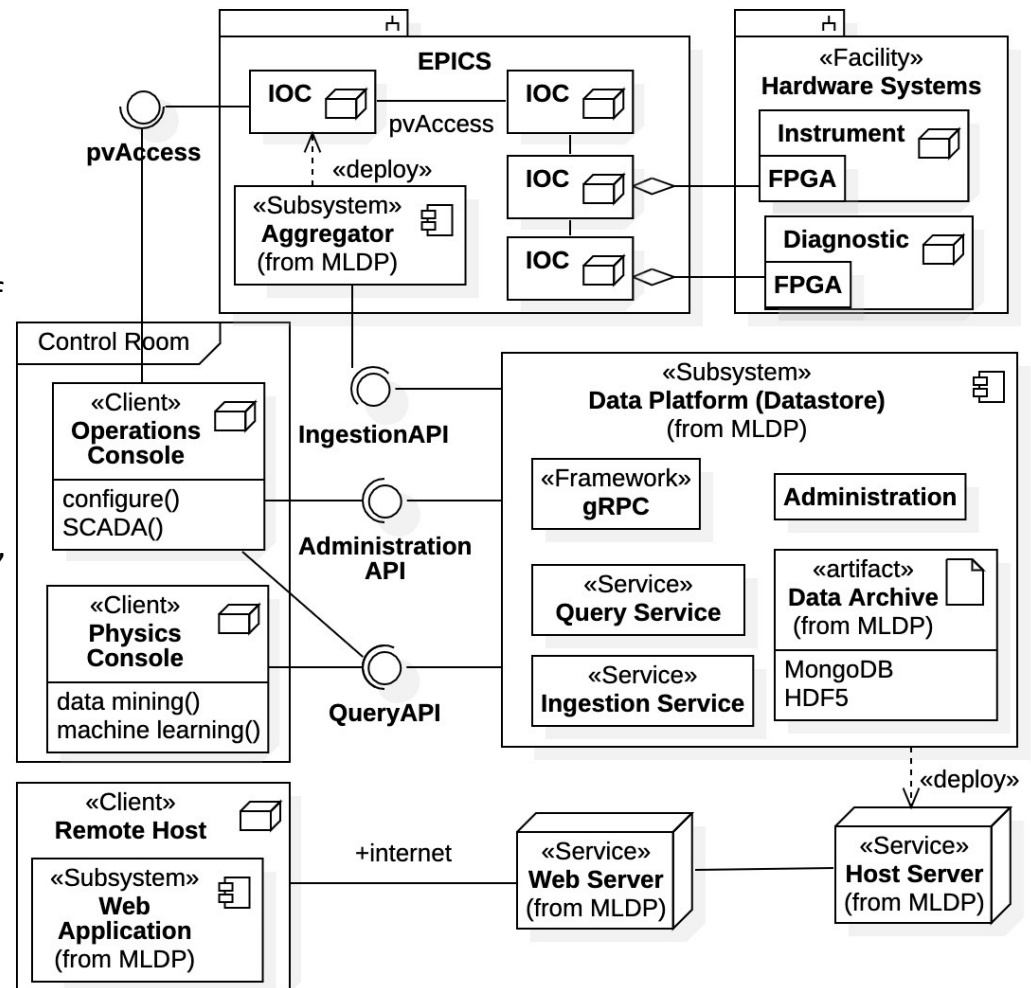 EPICS
IOC
IOC
pvAccess
pvAccess
«deploy»
IOC
«Subsystem»
Aggregator
(from MLDP)
IOC
«Facility»
Hardware Systems
Instrument
FPGA
Diagnostic
FPGA
Control Room
«Client»
Operations
Console
configure()
SCADA()
«Client»
Physics
Console
data mining()
machine learning()
IngestionAPI
Administration
API
QueryAPI
«Subsystem»
Data Platform (Datastore)
(from MLDP)
«Framework»
gRPC
Administration
«Service»
Query Service
«artifact»
Data Archive
(from MLDP)
MongoDB
HDF5
«Service»
Ingestion Service
«deploy»
«Client»
Remote Host
«Subsystem»
Web
Application
(from MLDP)
+internet
«Service»
Web Server
(from MLDP)
«Service»
Host Server
(from MLDP)